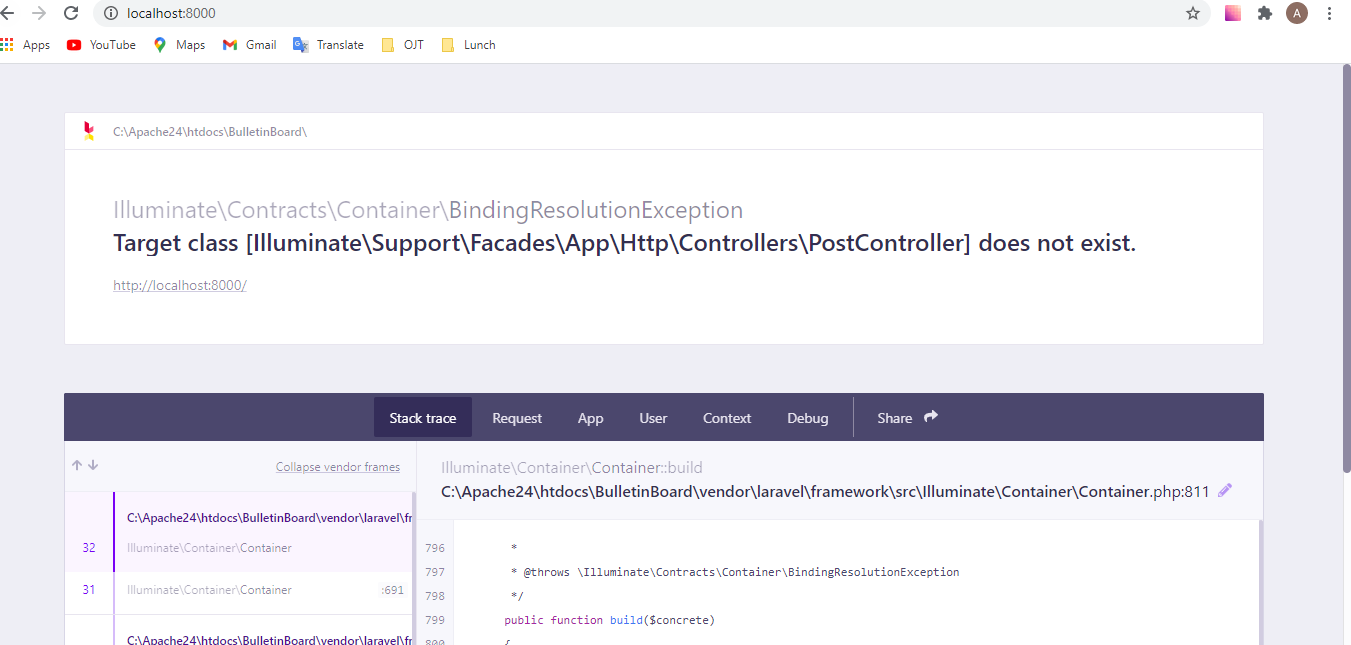 localhost:8000
A
Apps YouTube Maps Gmail Translate OJT Lunch
C:\Apache24\htdocs\BulletinBoard\
Illuminate\Contracts\Container\BindingResolutionException
Target class [Illuminate\Support\Facades\App\Http\Controllers\PostController] does not exist.
http://localhost:8000/
Stack trace Request App User Context Debug Share
Collapse vendor frames
C:\Apache24\htdocs\BulletinBoard\vendor\laravel\fr
32 Illuminate\Container\Container
31 Illuminate\Container\Container :691
C:\Apache24\htdocs\BulletinBoard\vendor\laravel\fr
Illuminate\Container\Container::build
C:\Apache24\htdocs\BulletinBoard\vendor\laravel\framework\src\Illuminate\Container\Container.php:811
796 *
797 * @throws \Illuminate\Contracts\Container\BindingResolutionException
798 */
799 public function build($concrete)
800 {